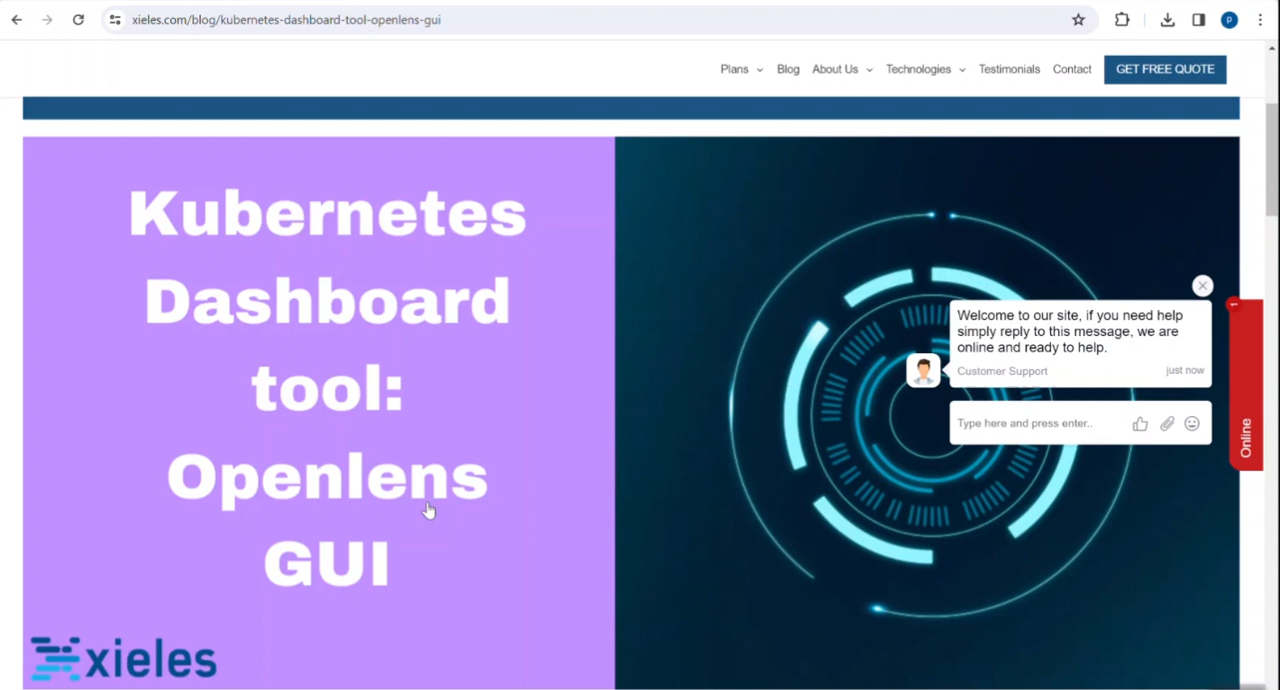 xieles.com/blog/kubernetes-dashboard-tool-openlens-gui
P
Plans Blog About Us Technologies Testimonials Contact GET FREE QUOTE
Kubernetes
Dashboard
tool:
Openlens
GUI
xieles
Welcome to our site, if you need help
simply reply to this message, we are
online and ready to help.
Customer Support just now
Type here and press enter..
1
Online